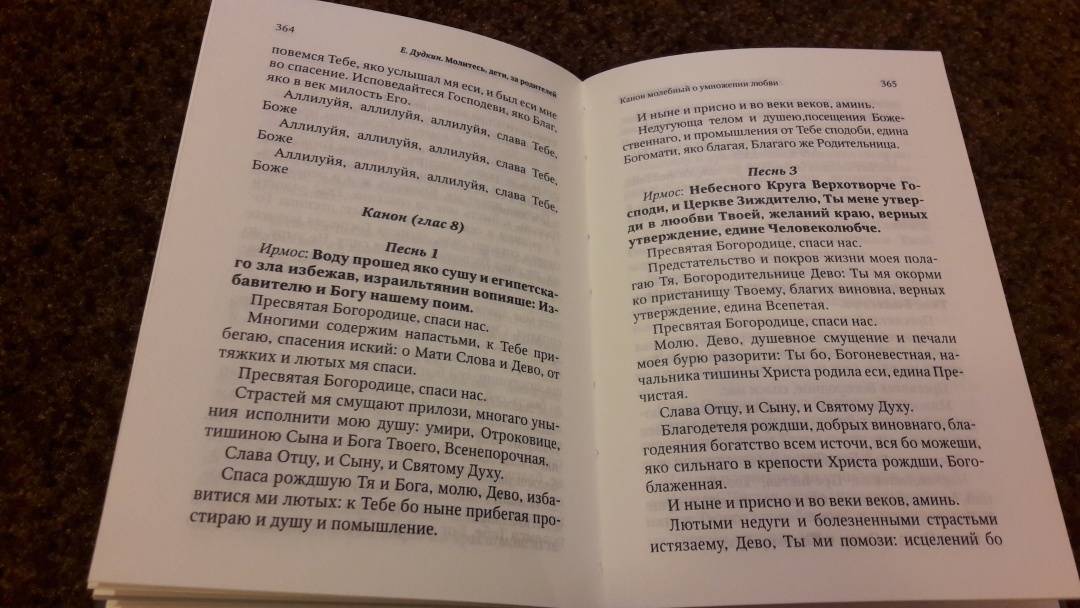 364
Е. Дудкин. Молитесь, дети, за родителей
повемся Тебе, яко услышал мя еси, и был еси мне
во спасение. Исповедайтеся Господеви, яко Благ,
яко в век милость Его.
Аллилуйя, аллилуйя, аллилуйя, слава Тебе,
Боже
Аллилуйя, аллилуйя, аллилуйя, слава Тебе,
Боже
Аллилуйя, аллилуйя, аллилуйя, слава Тебе,
Боже
Канон (глас 8)
Песнь 1
Ирмос: Воду прошед яко сушу и египетска-
го зла избежав, израильтянин вопияше: Из-
бавителю и Богу нашему поим.
Пресвятая Богородице, спаси нас.
Многими содержим напастьми, к Тебе при-
бегаю, спасения иский: о Мати Слова и Дево, от
тяжких и лютых мя спаси.
Пресвятая Богородице, спаси нас.
Страстей мя смущают прилози, многаго уны-
ния исполнити мою душу: умири, Отроковице,
тишиною Сына и Бога Твоего, Всенепорочная.
Слава Отцу, и Сыну, и Святому Духу.
Спаса рождшую Тя и Бога, молю, Дево, изба-
витися ми лютых: к Тебе бо ныне прибегая про-
стираю и душу и помышление.
Канон молебный о умножении любви
365
И ныне и присно и во веки веков, аминь.
Недугующа телом и душею,посещения Боже-
ственнаго, и промышления от Тебе сподоби, едина
Богомати, яко благая, Благаго же Родительница.
Песнь 3
Ирмос: Небесного Круга Верхотворче Го-
споди, и Церкве Зиждителю, Ты мене утвер-
ди в люобви Твоей, желаний краю, верных
утверждение, едине Человеколюбче.
Пресвятая Богородице, спаси нас.
Предстательство и покров жизни моея пола-
гаю Тя, Богородительнице Дево: Ты мя окорми
ко пристанищу Твоему, благих виновна, верных
утверждение, едина Всепетая.
Пресвятая Богородице, спаси нас.
Молю. Дево, душевное смущение и печали
моея бурю разорити: Ты бо, Богоневестная, на-
чальника тишины Христа родила еси, едина Пре-
чистая.
Слава Отцу, и Сыну, и Святому Духу.
Благодетеля рождши, добрых виновнаго, бла-
годеяния богатство всем источи, вся бо можеши,
яко сильнаго в крепости Христа рождши, Бого-
блаженная.
И ныне и присно и во веки веков, аминь.
Лютыми недуги и болезненными страстьми
истязаему, Дево, Ты ми помози: исцелений бо